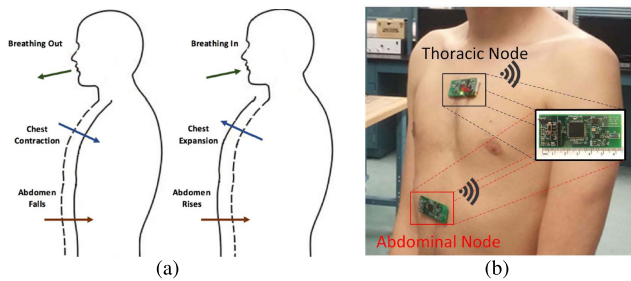 Breathing Out
Chest
Contraction
Abdomen
Falls
Breathing In
Chest
Expansion
Abdomen
Rises
(a)
Thoracic Node
Abdominal Node
(b)